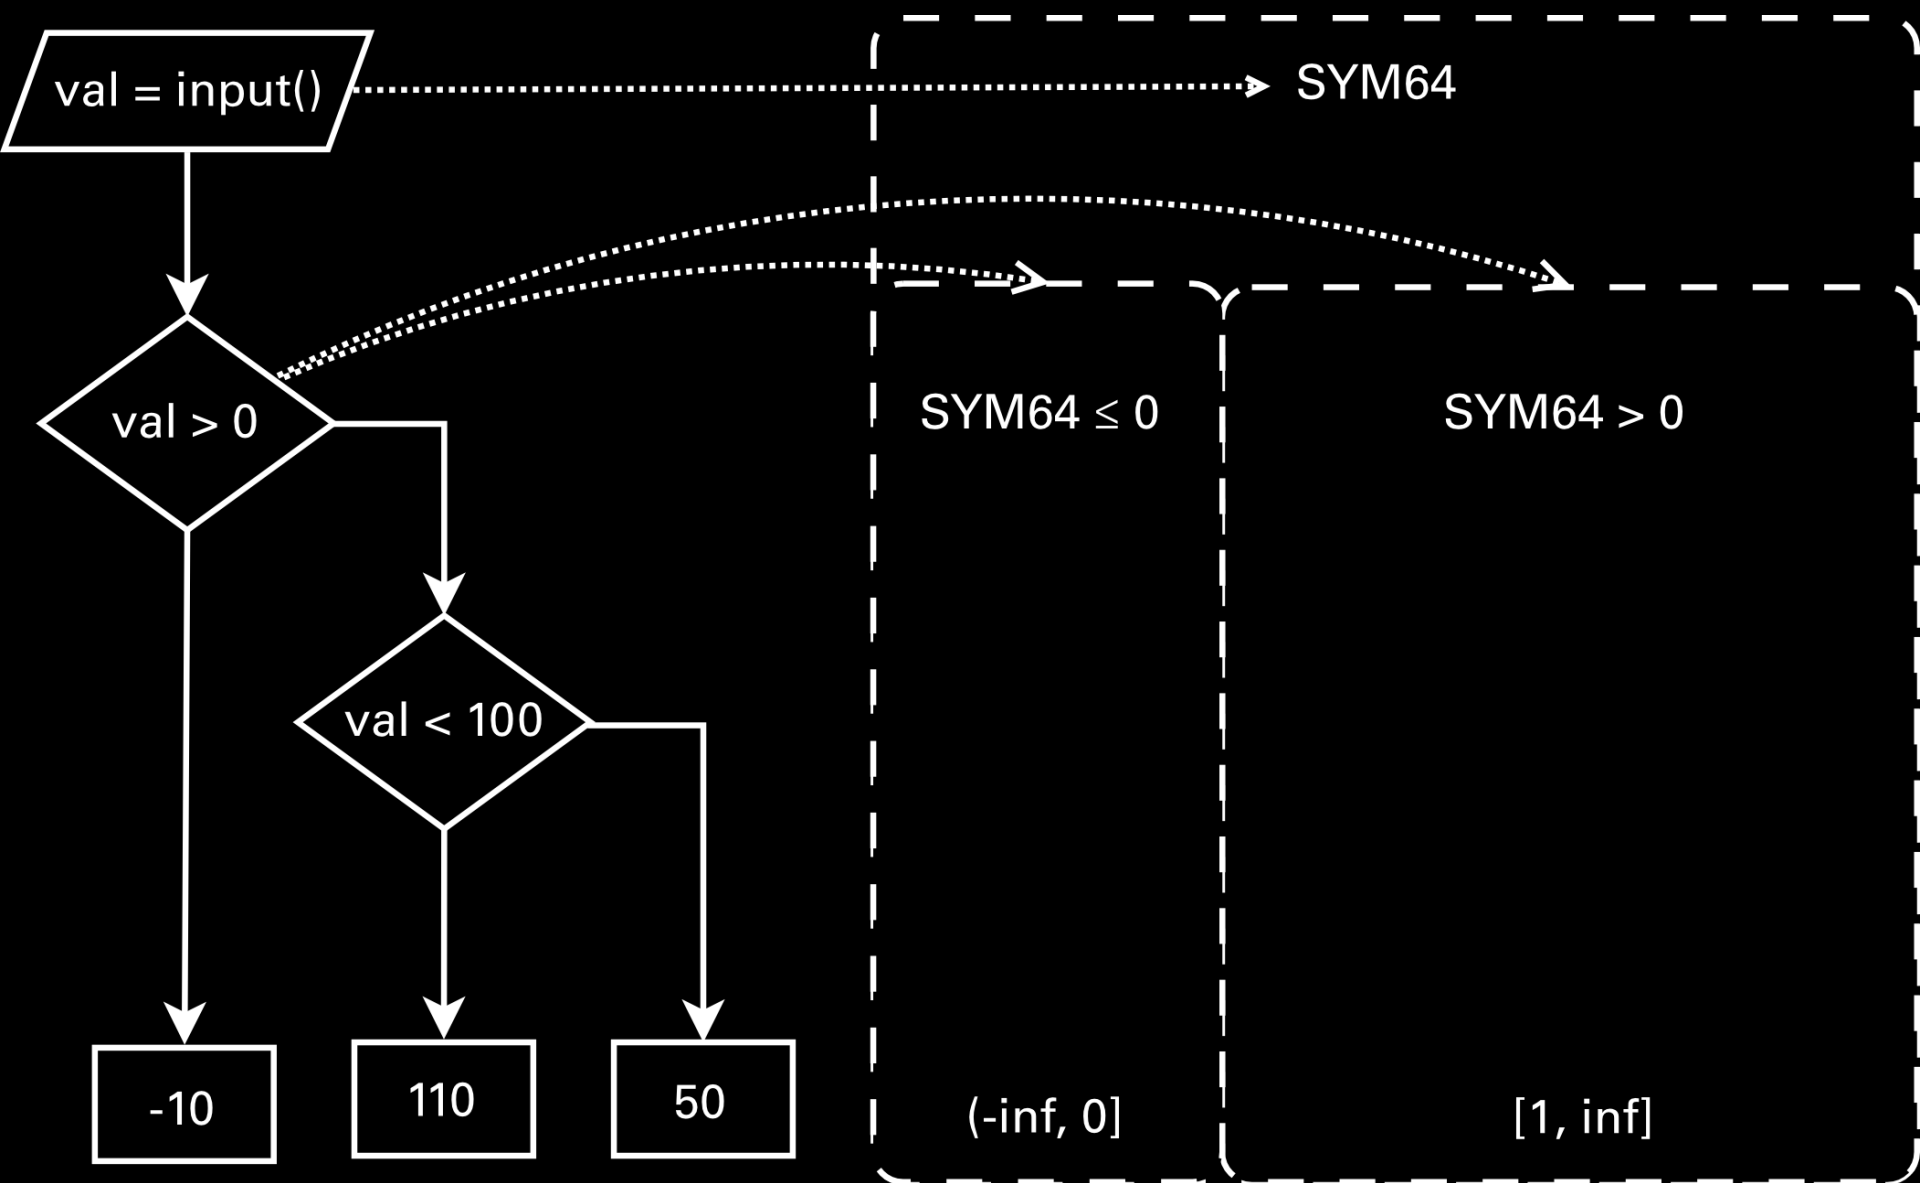 val = input()
SYM64
val > 0
SYM64 ≤ 0
SYM64 > 0
val < 100
-10
110
50
(-inf, 0]
[1, inf]